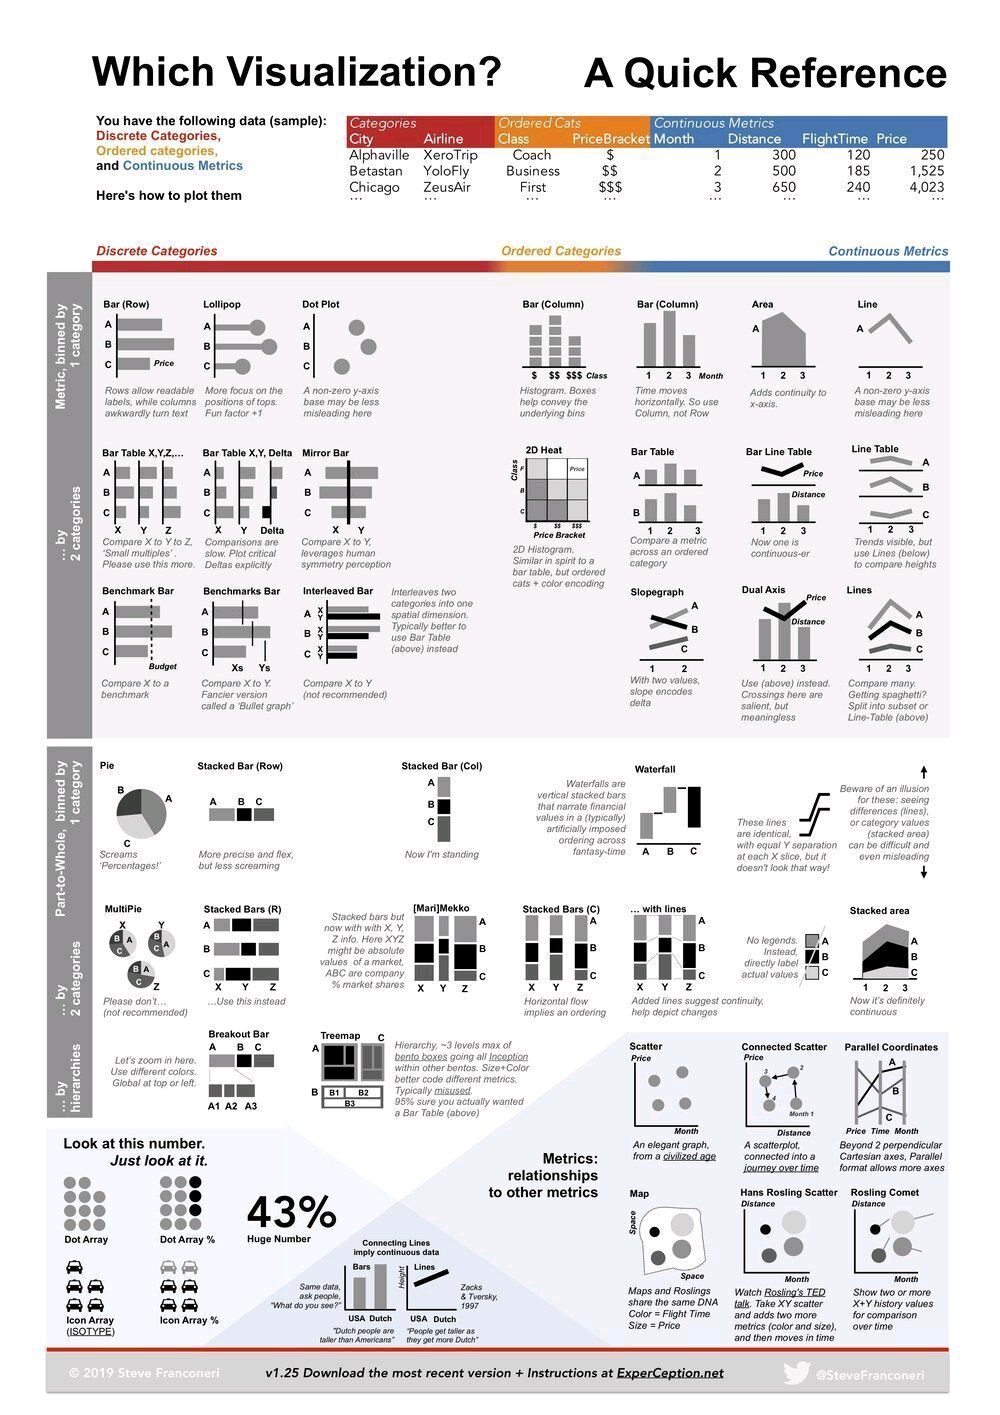 Which Visualization?
A Quick Reference
You have the following data (sample):
Discrete Categories,
Ordered categories,
and Continuous Metrics
Here's how to plot them
Categories Ordered Cats Continuous Metrics
City Airline Class PriceBracket Month Distance FlightTime Price
Alphaville XeroTrip Coach $ 1 300 120 250
Betastan YoloFly Business $$ 2 500 185 1,525
Chicago ZeusAir First $$$ 3 650 240 4,023
... ... ... ... ... ... ... ...
Discrete Categories
Ordered Categories
Continuous Metrics
Metric, binned by
1 category
Bar (Row)
A
B
C
Price
Rows allow readable
labels, while columns
awkwardly turn text
Lollipop
A
B
C
More focus on the
positions of tops.
Fun factor +1
Dot Plot
A
B
C
A non-zero y-axis
base may be less
misleading here
Bar (Column)
$ $$ $$$ Class
Histogram. Boxes
help convey the
underlying bins
Bar (Column)
1 2 3 Month
Time moves
horizontally. So use
Column, not Row
Area
A
1 2 3
Adds continuity to
x-axis.
Line
A
1 2 3
A non-zero y-axis
base may be less
misleading here
... by
2 categories
Bar Table X,Y,Z,...
A
B
C
X Y Z
Compare X to Y to Z,
‘Small multiples’ .
Please use this more.
Bar Table X,Y, Delta
A
B
C
X Y Delta
Comparisons are
slow. Plot critical
Deltas explicitly
Mirror Bar
A
B
C
X Y
Compare X to Y,
leverages human
symmetry perception
2D Heat
Class
F
B
C
Price
$ $$ $$$
Price Bracket
2D Histogram.
Similar in spirit to a
bar table, but ordered
cats + color encoding
Bar Table
A
B
1 2 3
Compare a metric
across an ordered
category
Bar Line Table
Price
Distance
1 2 3
Now one is
continuous-er
Line Table
A
B
C
1 2 3
Trends visible, but
use Lines (below)
to compare heights
Benchmark Bar
A
B
C
Budget
Compare X to a
benchmark
Benchmarks Bar
A
B
C
Xs Ys
Compare X to Y.
Fancier version
called a ‘Bullet graph’
Interleaved Bar
A X
Y
B X
Y
C X
Y
Compare X to Y
(not recommended)
Interleaves two
categories into one
spatial dimension.
Typically better to
use Bar Table
(above) instead
Slopegraph
A
B
C
1 2
With two values,
slope encodes
delta
Dual Axis
Price
Distance
1 2 3
Use (above) instead.
Crossings here are
salient, but
meaningless
Lines
A
B
C
1 2 3
Compare many.
Getting spaghetti?
Split into subset or
Line-Table (above)
Part-to-Whole, binned by
1 category
Pie
B
A
C
Screams
‘Percentages!’
Stacked Bar (Row)
A B C
More precise and flex,
but less screaming
Stacked Bar (Col)
A
B
C
Now I'm standing
Waterfalls are
vertical stacked bars
that narrate financial
values in a (typically)
artificially imposed
ordering across
fantasy-time
Waterfall
A B C
These lines
are identical,
with equal Y separation
at each X slice, but it
doesn't look that way!
Beware of an illusion
for these: seeing
differences (lines),
or category values
(stacked area)
can be difficult and
even misleading
... by
2 categories
MultiPie
X Y
B A C
B A C
B A C
Z
Please don't...
(not recommended)
Stacked Bars (R)
A
B
C
X Y Z
...Use this instead
Stacked bars but
now with with X, Y,
Z info. Here XYZ
might be absolute
values of a market,
ABC are company
% market shares
[Mari]Mekko
A
B
C
X Y Z
Stacked Bars (C)
A
B
C
X Y Z
Horizontal flow
implies an ordering
... with lines
A
B
C
X Y Z
Added lines suggest continuity,
help depict changes
No legends.
Instead,
directly label
actual values
A
B
C
Stacked area
A
B
C
1 2 3
Now it's definitely
continuous
... by
hierarchies
Let's zoom in here.
Use different colors.
Global at top or left.
Breakout Bar
A B C
A1 A2 A3
Treemap
A
C
B
B1 B2
B3
Hierarchy, ~3 levels max of
bento boxes going all Inception
within other bentos. Size+Color
better code different metrics.
Typically misused.
95% sure you actually wanted
a Bar Table (above)
Look at this number.
Just look at it.
Dot Array
Dot Array %
43%
Huge Number
Icon Array
(ISOTYPE)
Icon Array %
Connecting Lines
imply continuous data
Same data,
ask people,
"What do you see?"
Bars
USA Dutch
"Dutch people are
taller than Americans"
Height
Lines
USA Dutch
"People get taller as
they get more Dutch"
Zacks
& Tversky,
1997
Metrics:
relationships
to other metrics
Scatter
Price
Month
An elegant graph,
from a civilized age
Connected Scatter
Price
3
2
4
Month 1
Distance
A scatterplot,
connected into a
journey over time
Parallel Coordinates
A
B
C
Price Time Month
Beyond 2 perpendicular
Cartesian axes, Parallel
format allows more axes
Map
Space
Space
Maps and Roslings
share the same DNA
Color = Flight Time
Size = Price
Hans Rosling Scatter
Distance
Month
Watch Rosling's TED
talk. Take XY scatter
and adds two more
metrics (color and size),
and then moves in time
Rosling Comet
Distance
Month
Show two or more
X+Y history values
for comparison
over time
© 2019 Steve Franconeri
v1.25 Download the most recent version + Instructions at ExperCeption.net
@SteveFranconeri